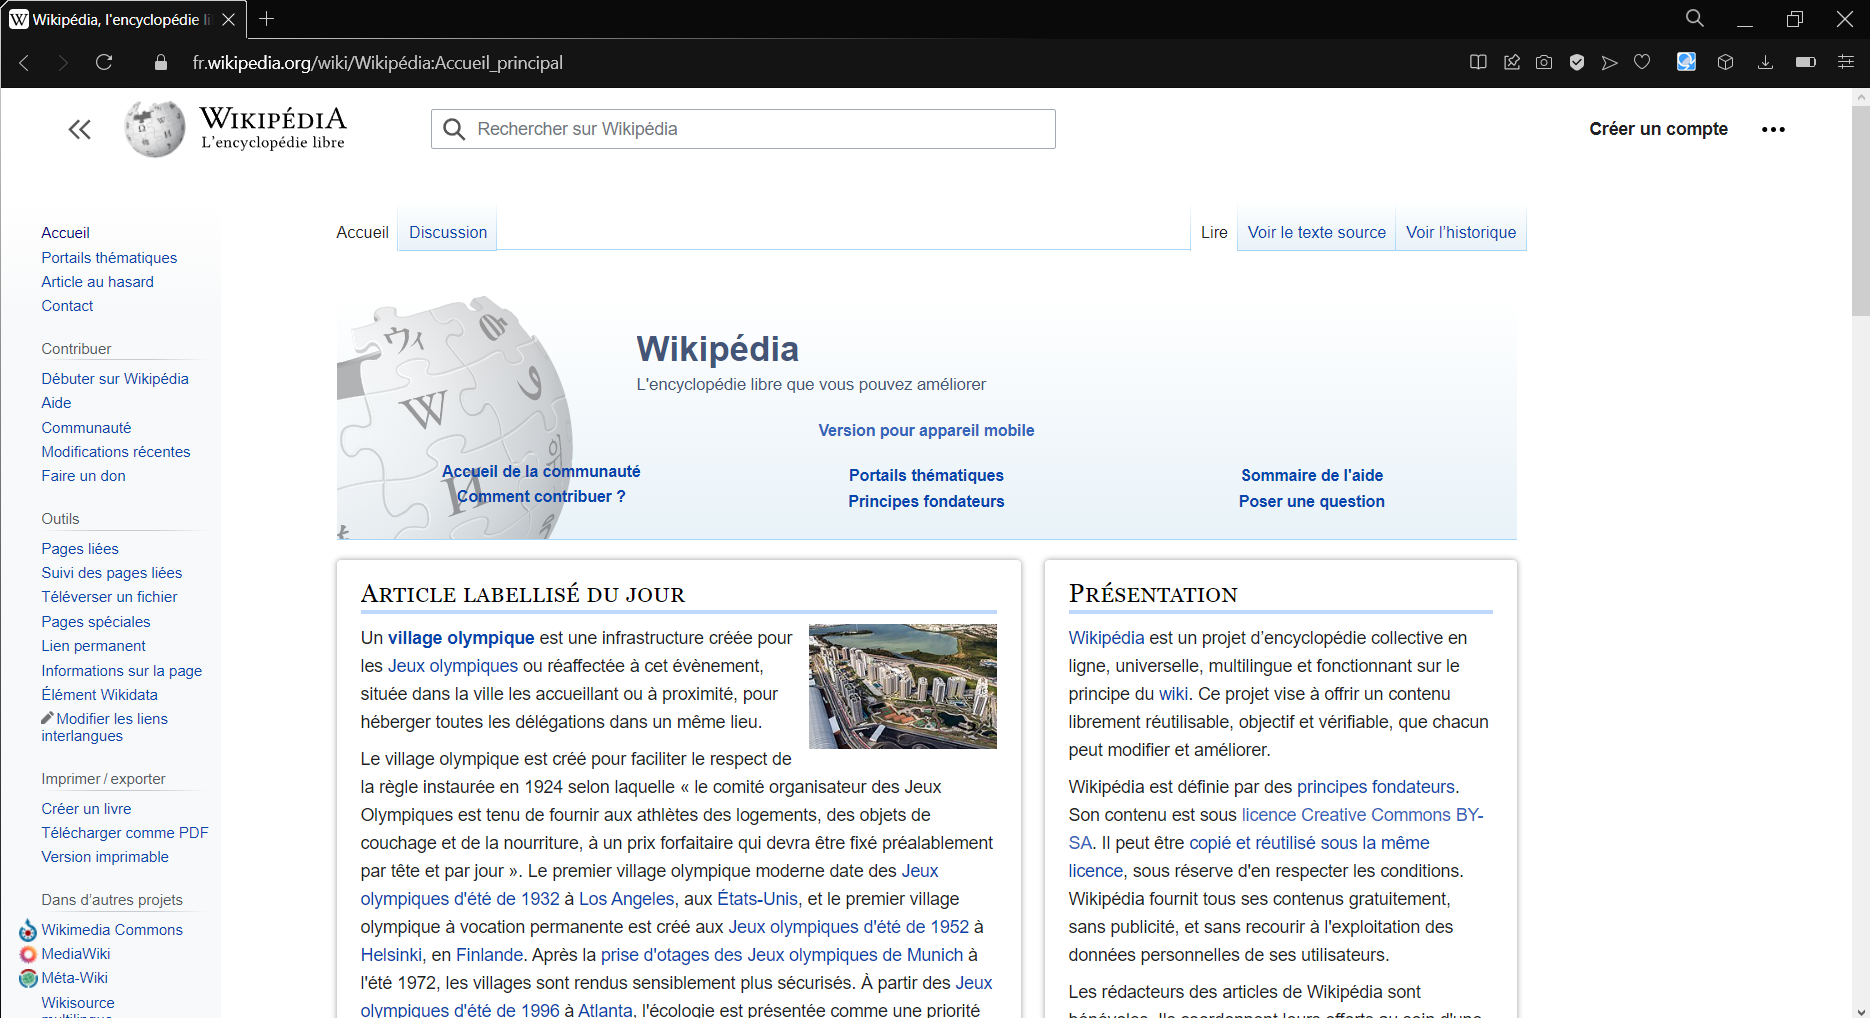 Wikipédia, l'encyclopédie li
fr.wikipedia.org/wiki/Wikipédia:Accueil_principal
WIKIPÉDIA
L'encyclopédie libre
Rechercher sur Wikipédia
Créer un compte
Accueil
Portails thématiques
Article au hasard
Contact
Contribuer
Débuter sur Wikipédia
Aide
Communauté
Modifications récentes
Faire un don
Outils
Pages liées
Suivi des pages liées
Téléverser un fichier
Pages spéciales
Lien permanent
Informations sur la page
Élément Wikidata
Modifier les liens
interlangues
Imprimer / exporter
Créer un livre
Télécharger comme PDF
Version imprimable
Dans d'autres projets
Wikimedia Commons
MediaWiki
Méta-Wiki
Wikisource
multilingue
Accueil Discussion Lire Voir le texte source Voir l'historique
Wikipédia
L'encyclopédie libre que vous pouvez améliorer
Version pour appareil mobile
Accueil de la communauté Portails thématiques Sommaire de l'aide
Comment contribuer ? Principes fondateurs Poser une question
ARTICLE LABELLISÉ DU JOUR
Un village olympique est une infrastructure créée pour
les Jeux olympiques ou réaffectée à cet évènement,
située dans la ville les accueillant ou à proximité, pour
héberger toutes les délégations dans un même lieu.
Le village olympique est créé pour faciliter le respect de
la règle instaurée en 1924 selon laquelle « le comité organisateur des Jeux
Olympiques est tenu de fournir aux athlètes des logements, des objets de
couchage et de la nourriture, à un prix forfaitaire qui devra être fixé préalablement
par tête et par jour ». Le premier village olympique moderne date des Jeux
olympiques d'été de 1932 à Los Angeles, aux États-Unis, et le premier village
olympique à vocation permanente est créé aux Jeux olympiques d'été de 1952 à
Helsinki, en Finlande. Après la prise d'otages des Jeux olympiques de Munich à
l'été 1972, les villages sont rendus sensiblement plus sécurisés. À partir des Jeux
olympiques d'été de 1996 à Atlanta, l'écologie est présentée comme une priorité
PRÉSENTATION
Wikipédia est un projet d'encyclopédie collective en
ligne, universelle, multilingue et fonctionnant sur le
principe du wiki. Ce projet vise à offrir un contenu
librement réutilisable, objectif et vérifiable, que chacun
peut modifier et améliorer.
Wikipédia est définie par des principes fondateurs.
Son contenu est sous licence Creative Commons BY-
SA. Il peut être copié et réutilisé sous la même
licence, sous réserve d'en respecter les conditions.
Wikipédia fournit tous ses contenus gratuitement,
sans publicité, et sans recourir à l'exploitation des
données personnelles de ses utilisateurs.
Les rédacteurs des articles de Wikipédia sont
bénévoles. Ils coordonnent leurs efforts au sein d'une